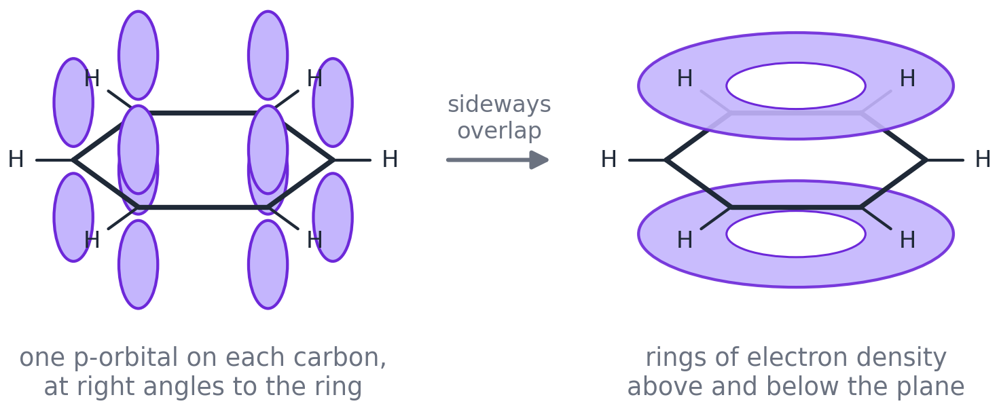 H
H
H
H
H
H
one p-orbital on each carbon,
at right angles to the ring
sideways
overlap
H
H
H
H
H
H
rings of electron density
above and below the plane